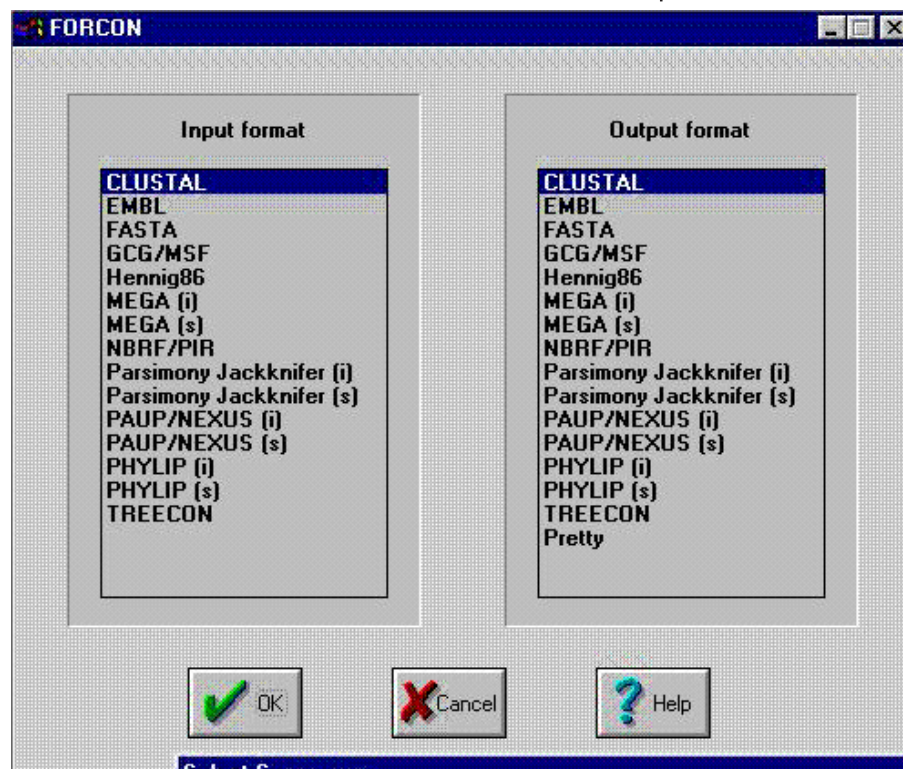 FORCON
Input format
CLUSTAL
EMBL
FASTA
GCG/MSF
Hennig86
MEGA (i)
MEGA (s)
NBRF/PIR
Parsimony Jackknifer (i)
Parsimony Jackknifer (s)
PAUP/NEXUS (i)
PAUP/NEXUS (s)
PHYLIP (i)
PHYLIP (s)
TREECON
Output format
CLUSTAL
EMBL
FASTA
GCG/MSF
Hennig86
MEGA (i)
MEGA (s)
NBRF/PIR
Parsimony Jackknifer (i)
Parsimony Jackknifer (s)
PAUP/NEXUS (i)
PAUP/NEXUS (s)
PHYLIP (i)
PHYLIP (s)
TREECON
Pretty
OK
Cancel
Help